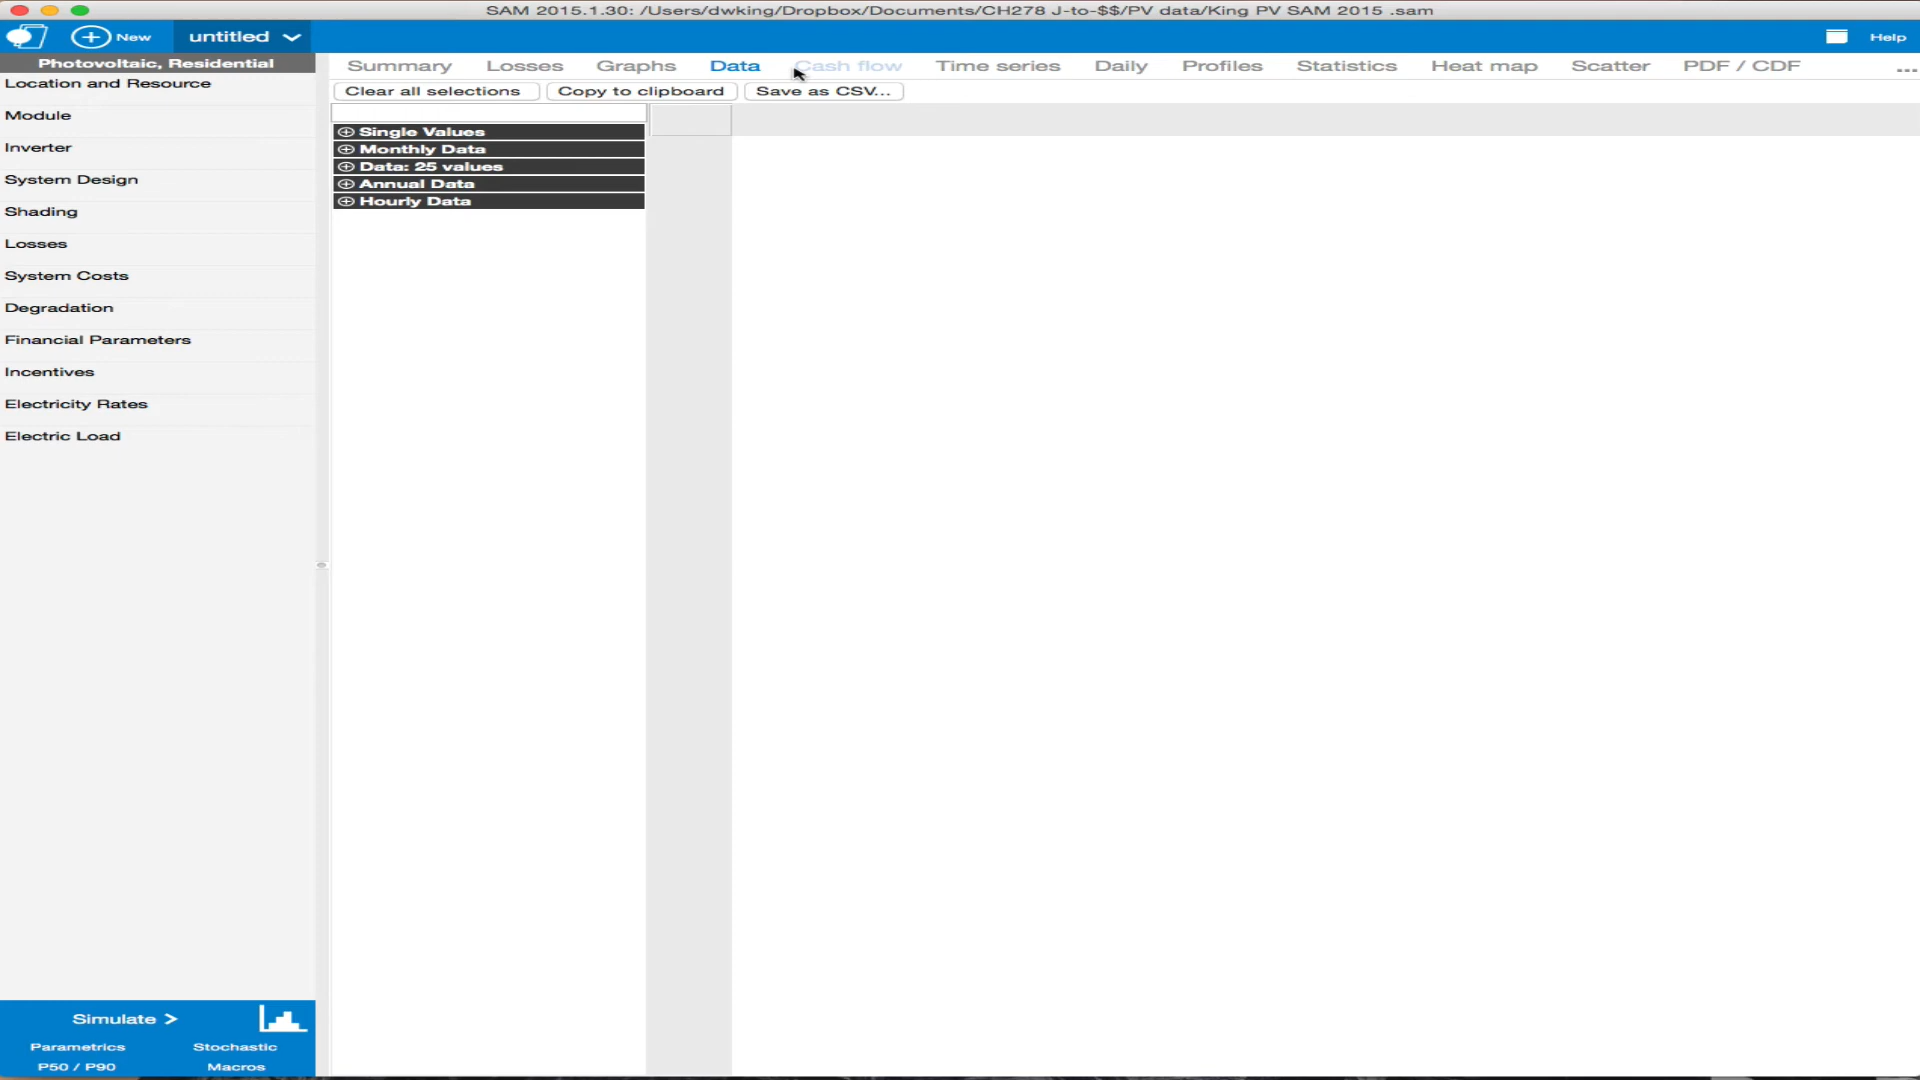 SAM 2015.1.30: /Users/dwking/Dropbox/Documents/CH278 J-to-$$/PV data/King PV SAM 2015 .sam
New
untitled
Help
Photovoltaic, Residential
Summary Losses Graphs Data Cash flow Time series Daily Profiles Statistics Heat map Scatter PDF / CDF ...
Clear all selections Copy to clipboard Save as CSV...
Location and Resource
Module
Inverter
System Design
Shading
Losses
System Costs
Degradation
Financial Parameters
Incentives
Electricity Rates
Electric Load
Single Values
Monthly Data
Data: 25 values
Annual Data
Hourly Data
Simulate >
Parametrics Stochastic
P50 / P90 Macros